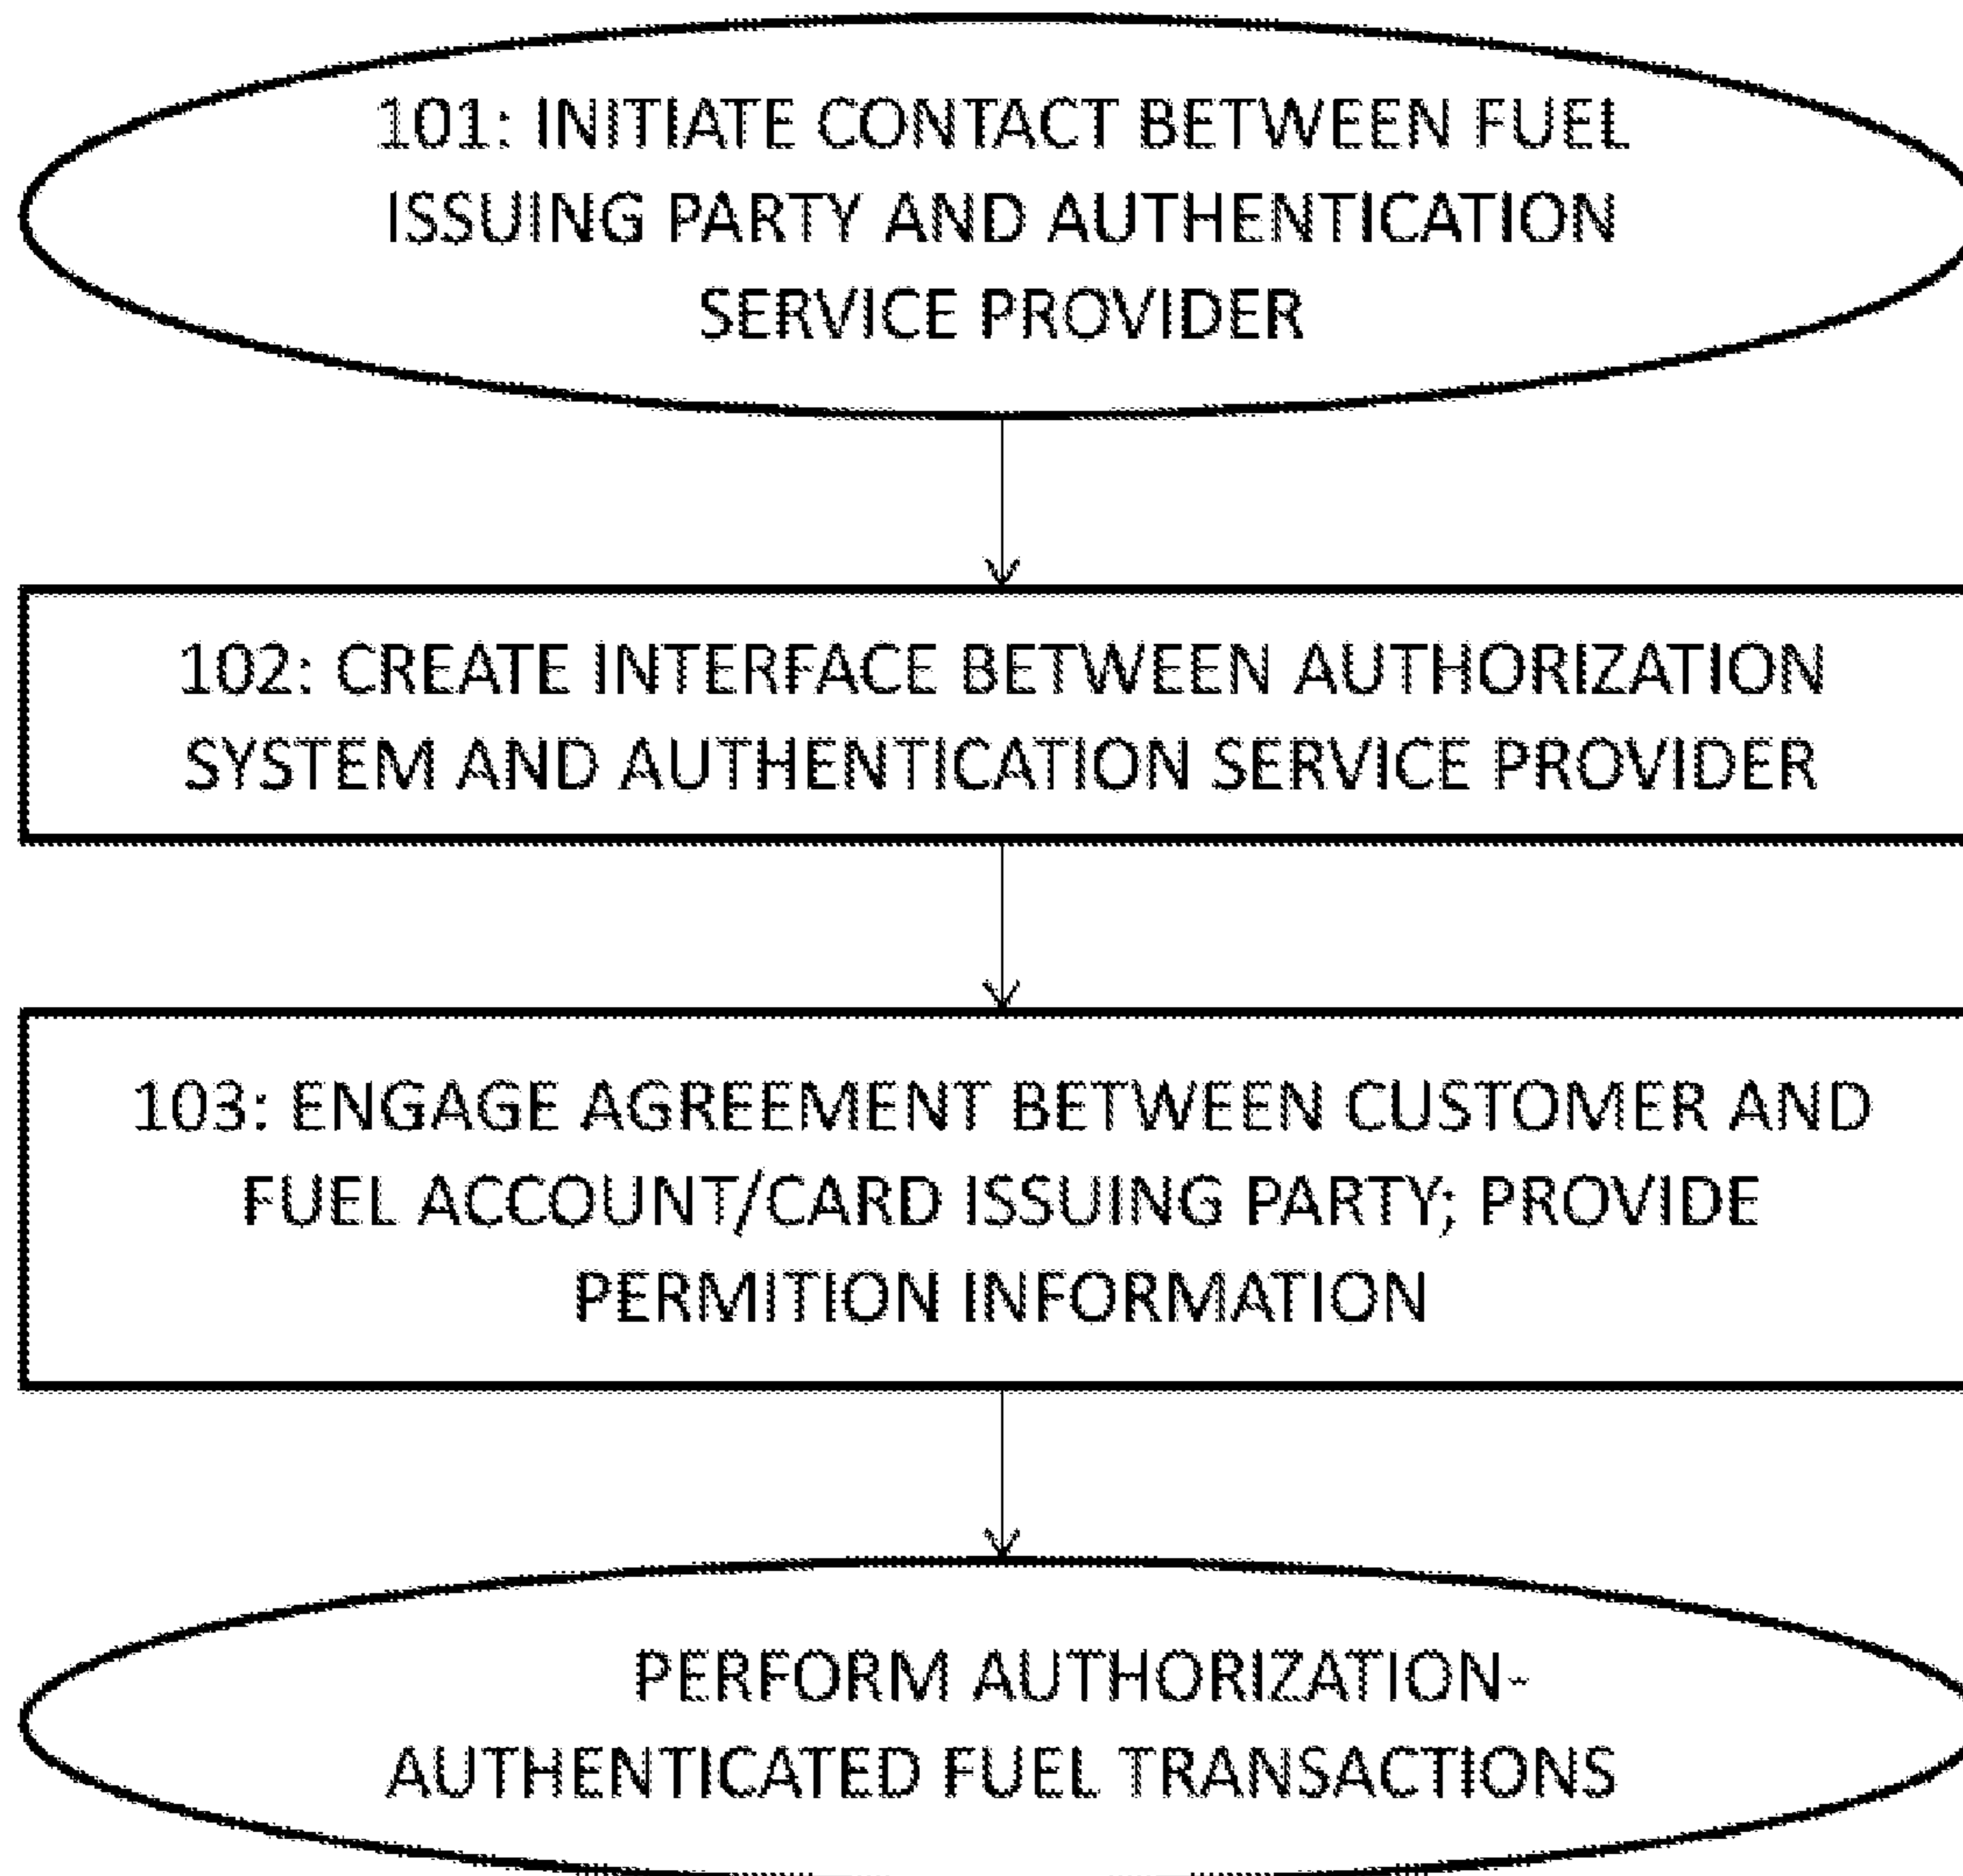 101: INITIATE CONTACT BETWEEN FUEL
ISSUING PARTY AND AUTHENTICATION
SERVICE PROVIDER
102: CREATE INTERFACE BETWEEN AUTHORIZATION
SYSTEM AND AUTHENTICATION SERVICE PROVIDER
103: ENGAGE AGREEMENT BETWEEN CUSTOMER AND
FUEL ACCOUNT/CARD ISSUING PARTY; PROVIDE
PERMITION INFORMATION
PERFORM AUTHORIZATION-
AUTHENTICATED FUEL TRANSACTIONS